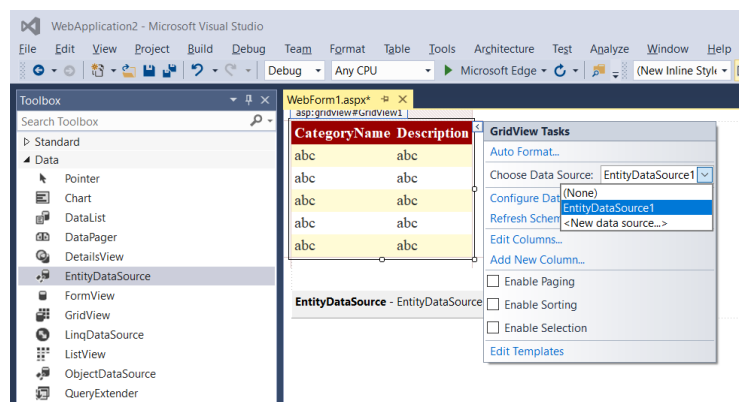 WebApplication2 - Microsoft Visual Studio
File Edit View Project Build Debug Team Format Table Tools Architecture Test Analyze Window Help
Debug Any CPU Microsoft Edge (New Inline Style
Toolbox
Search Toolbox
Standard
Data
Pointer
Chart
DataList
DataPager
DetailsView
EntityDataSource
FormView
GridView
LinqDataSource
ListView
ObjectDataSource
QueryExtender
WebForm1.aspx*
asp:gridview#GridView1
CategoryName Description
abc abc
abc abc
abc abc
abc abc
abc abc
EntityDataSource - EntityDataSource
GridView Tasks
Auto Format...
Choose Data Source: EntityDataSource1
(None)
EntityDataSource1
<New data source...>
Configure Dat
Refresh Schem
Edit Columns...
Add New Column...
Enable Paging
Enable Sorting
Enable Selection
Edit Templates